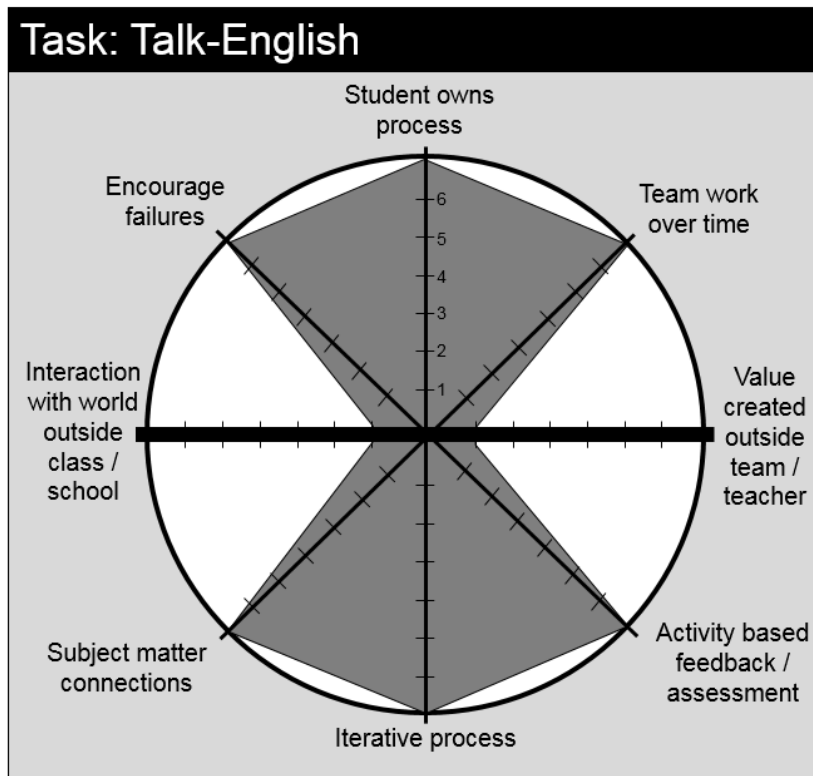 Task: Talk-English
Student owns
process
Encourage
failures
Team work
over time
6
5
4
3
2
1
Interaction
with world
outside
class /
school
Value
created
outside
team /
teacher
Subject matter
connections
Activity based
feedback /
assessment
Iterative process